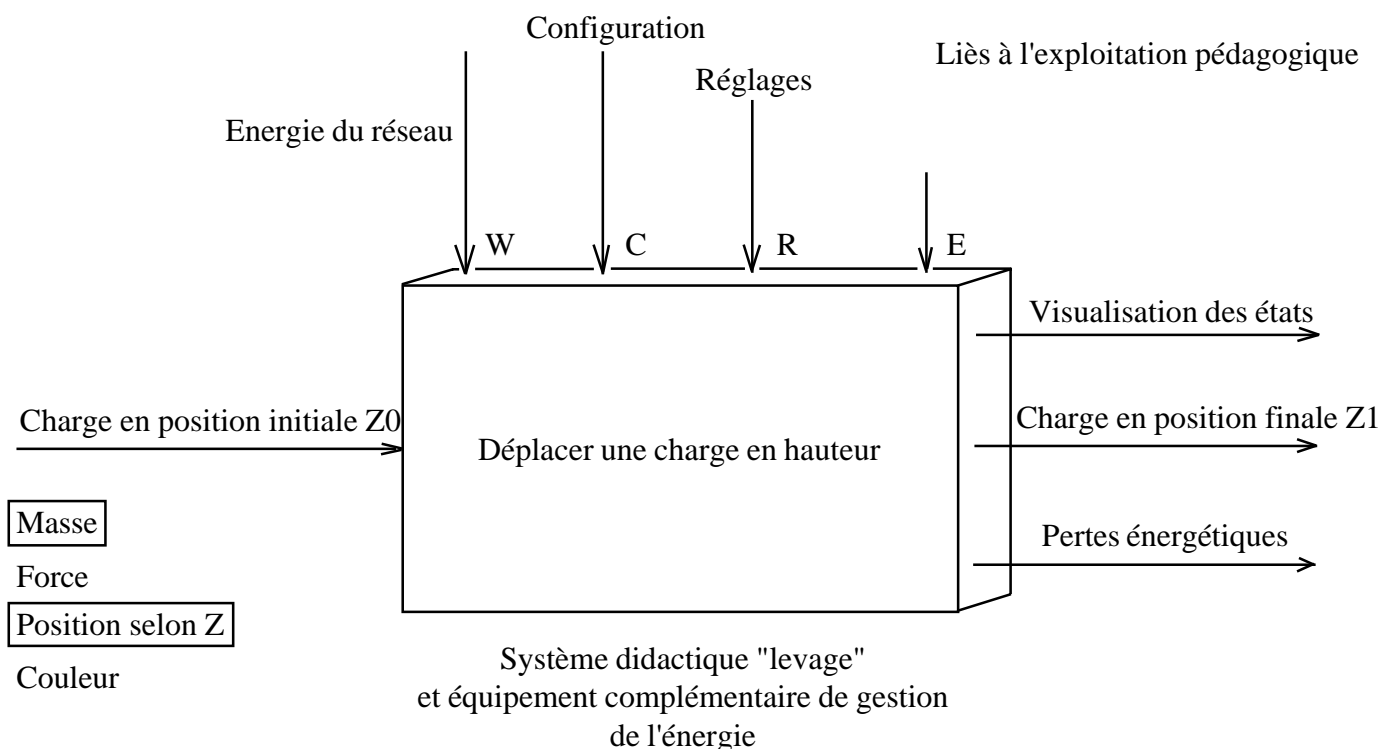 Configuration
Liès à l'exploitation pédagogique
Réglages
Energie du réseau
W
C
R
E
Visualisation des états
Charge en position initiale Z0
Charge en position finale Z1
Déplacer une charge en hauteur
Masse
Pertes énergétiques
Force
Position selon Z
Couleur
Système didactique "levage"
et équipement complémentaire de gestion
de l'énergie